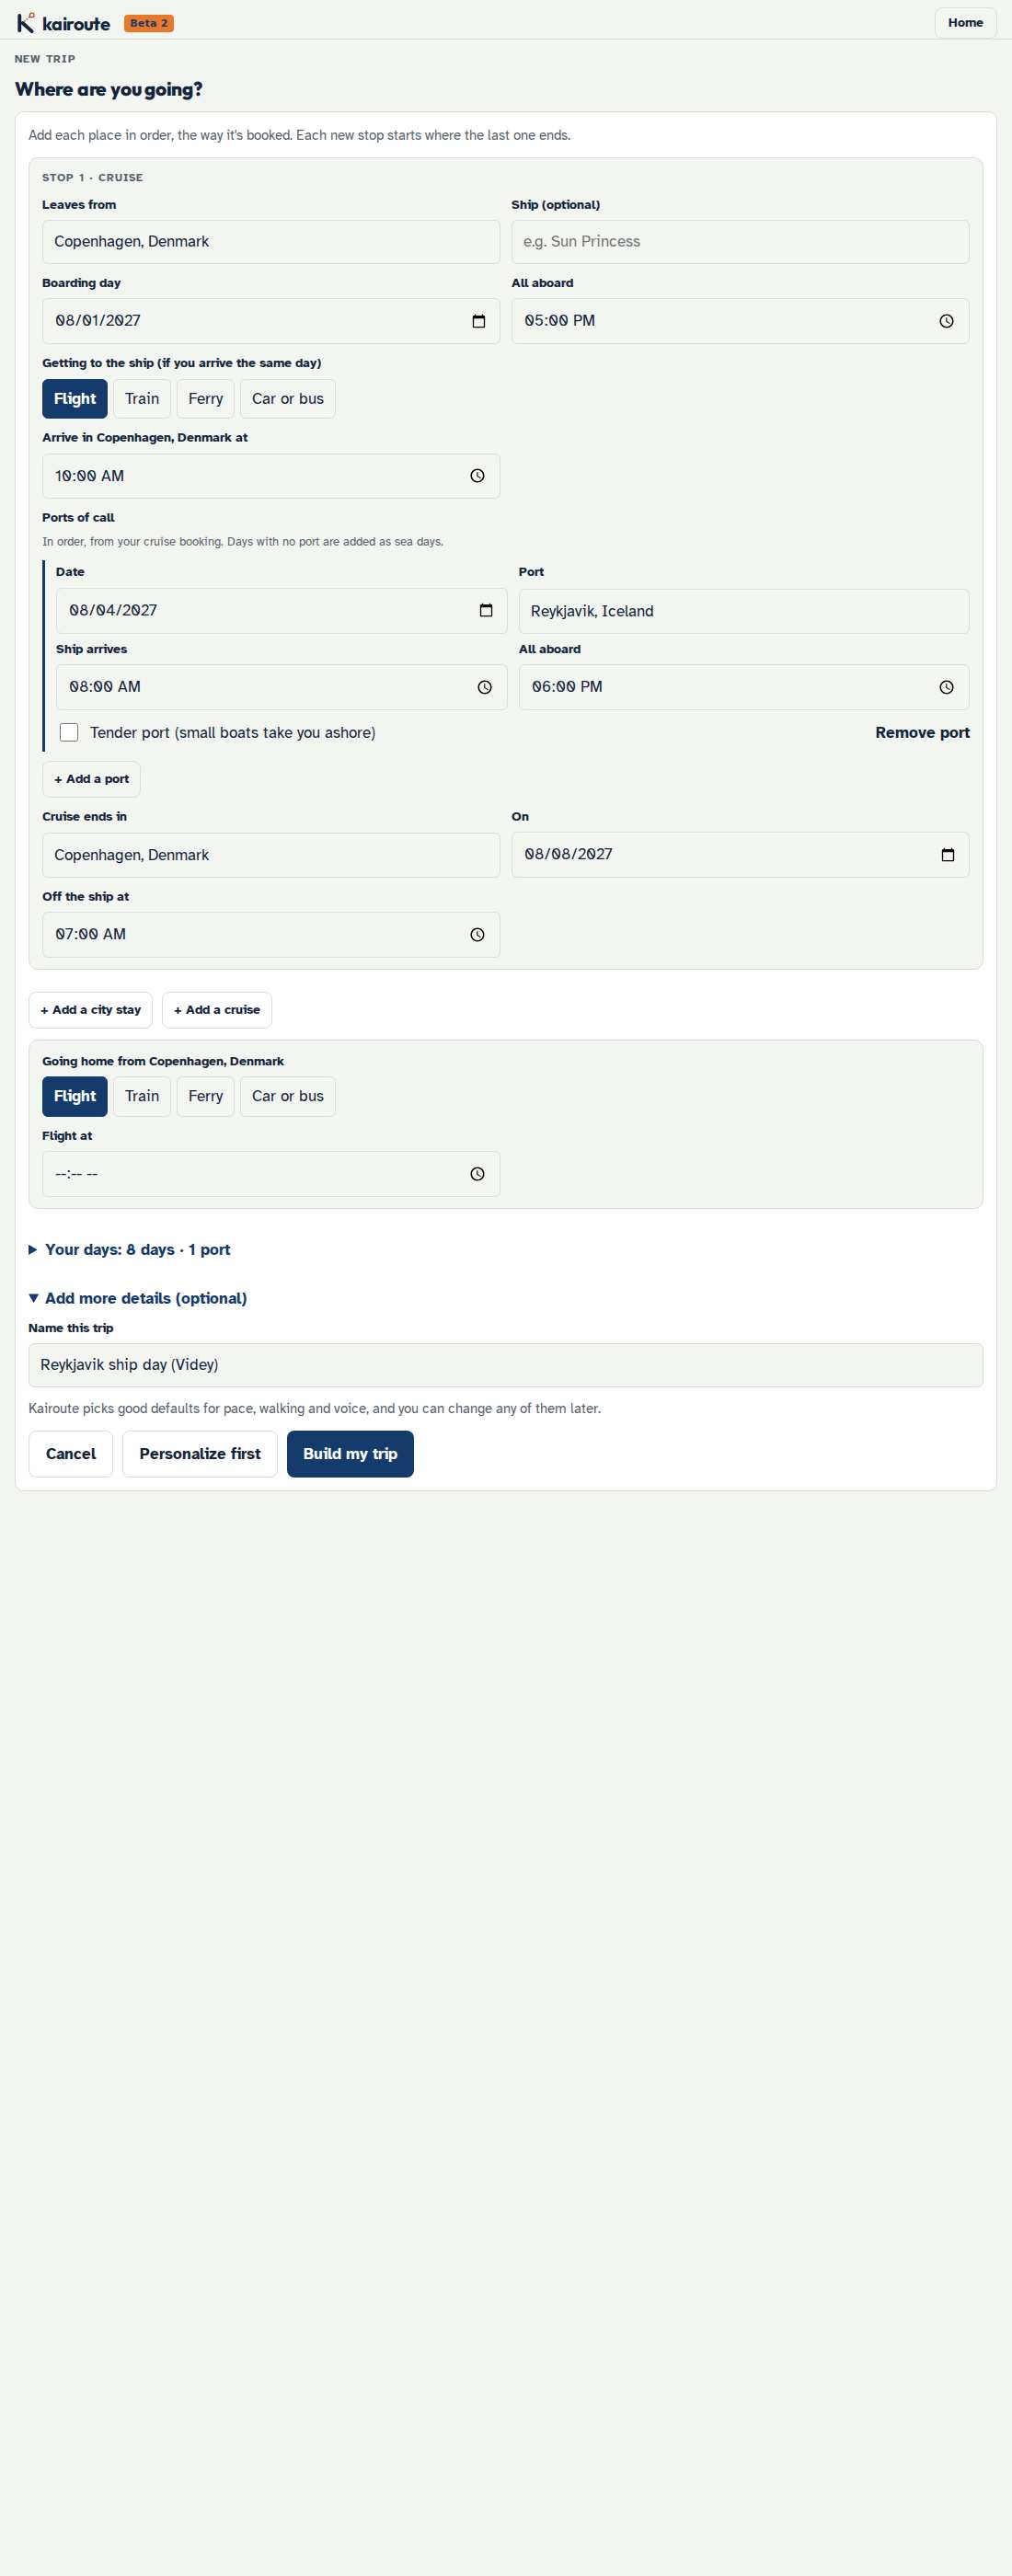 kairoute Beta 2 Home
NEW TRIP
Where are you going?
Add each place in order, the way it's booked. Each new stop starts where the last one ends.
STOP 1 · CRUISE
Leaves from Ship (optional)
Copenhagen, Denmark e.g. Sun Princess
Boarding day All aboard
08/01/2027 05:00 PM
Getting to the ship (if you arrive the same day)
Flight Train Ferry Car or bus
Arrive in Copenhagen, Denmark at
10:00 AM
Ports of call
In order, from your cruise booking. Days with no port are added as sea days.
Date Port
08/04/2027 Reykjavik, Iceland
Ship arrives All aboard
08:00 AM 06:00 PM
Tender port (small boats take you ashore) Remove port
+ Add a port
Cruise ends in On
Copenhagen, Denmark 08/08/2027
Off the ship at
07:00 AM
+ Add a city stay + Add a cruise
Going home from Copenhagen, Denmark
Flight Train Ferry Car or bus
Flight at
--:-- --
Your days: 8 days · 1 port
Add more details (optional)
Name this trip
Reykjavik ship day (Videy)
Kairoute picks good defaults for pace, walking and voice, and you can change any of them later.
Cancel Personalize first Build my trip